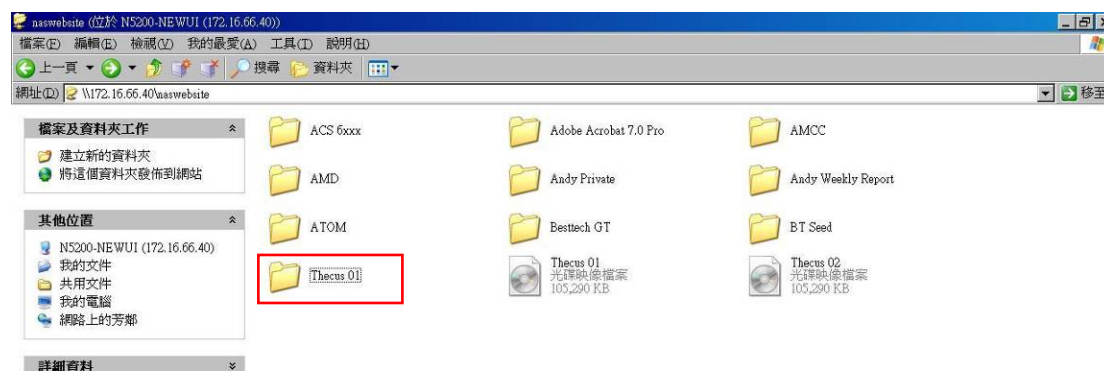 naswebsite (位於 N5200-NEWUI (172.16.66.40))
檔案(F) 編輯(E) 檢視(V) 我的最愛(A) 工具(T) 說明(H)
上一頁 搜尋 資料夾
網址(D) \\172.16.66.40\naswebsite 移至
檔案及資料夾工作
建立新的資料夾
將這個資料夾發佈到網站
其他位置
N5200-NEWUI (172.16.66.40)
我的文件
共用文件
我的電腦
網路上的芳鄰
詳細資料
ACS 6xxx Adobe Acrobat 7.0 Pro AMCC
AMD Andy Private Andy Weekly Report
ATOM Besttech GT BT Seed
Thecus 01
Thecus 01
光碟映像檔案
105,290 KB
Thecus 02
光碟映像檔案
105,290 KB